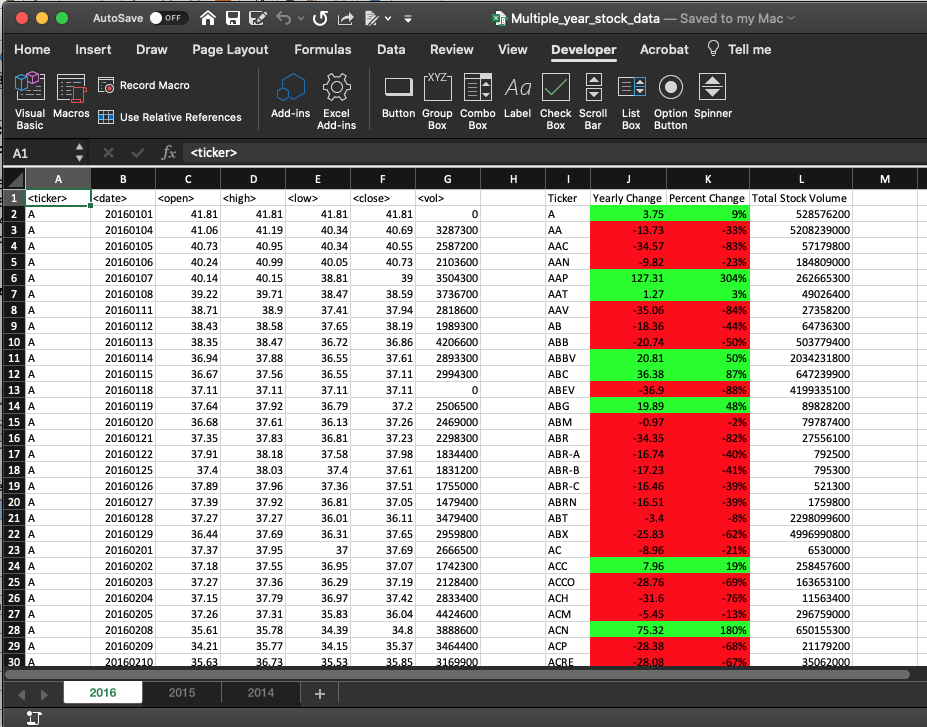 AutoSave OFF Multiple_year_stock_data — Saved to my Mac
Home Insert Draw Page Layout Formulas Data Review View Developer Acrobat Tell me
Visual Basic Macros Record Macro Use Relative References Add-ins Excel Add-ins Button Group Box Combo Box Label Check Box Scroll Bar List Box Option Button Spinner
XYZ Aa
A1 fx <ticker>
A B C D E F G H I J K L M
1 <ticker> <date> <open> <high> <low> <close> <vol> Ticker Yearly Change Percent Change Total Stock Volume
2 A 20160101 41.81 41.81 41.81 41.81 0 A 3.75 9% 528576200
3 A 20160104 41.06 41.19 40.34 40.69 3287300 AA -13.73 -33% 5208239000
4 A 20160105 40.73 40.95 40.34 40.55 2587200 AAC -34.57 -83% 57179800
5 A 20160106 40.24 40.99 40.05 40.73 2103600 AAN -9.82 -23% 184809000
6 A 20160107 40.14 40.15 38.81 39 3504300 AAP 127.31 304% 262665300
7 A 20160108 39.22 39.71 38.47 38.59 3736700 AAT 1.27 3% 49026400
8 A 20160111 38.71 38.9 37.41 37.94 2818600 AAV -35.06 -84% 27358200
9 A 20160112 38.43 38.58 37.65 38.19 1989300 AB -18.36 -44% 64736300
10 A 20160113 38.35 38.47 36.72 36.86 4206600 ABB -20.74 -50% 503779400
11 A 20160114 36.94 37.88 36.55 37.61 2893300 ABBV 20.81 50% 2034231800
12 A 20160115 36.67 37.56 36.55 37.11 2994300 ABC 36.38 87% 647239900
13 A 20160118 37.11 37.11 37.11 37.11 0 ABEV -36.9 -88% 4199335100
14 A 20160119 37.64 37.92 36.79 37.2 2506500 ABG 19.89 48% 89828200
15 A 20160120 36.68 37.61 36.13 37.26 2469000 ABM -0.97 -2% 79787400
16 A 20160121 37.35 37.83 36.81 37.23 2298300 ABR -34.35 -82% 27556100
17 A 20160122 37.91 38.18 37.58 37.98 1834400 ABR-A -16.74 -40% 792500
18 A 20160125 37.4 38.03 37.4 37.61 1831200 ABR-B -17.23 -41% 795300
19 A 20160126 37.89 37.96 37.36 37.51 1755000 ABR-C -16.46 -39% 521300
20 A 20160127 37.39 37.92 36.81 37.05 1479400 ABRN -16.51 -39% 1759800
21 A 20160128 37.27 37.27 36.01 36.11 3479400 ABT -3.4 -8% 2298099600
22 A 20160129 36.44 37.69 36.31 37.65 2959800 ABX -25.83 -62% 4996990800
23 A 20160201 37.37 37.95 37 37.69 2666500 AC -8.96 -21% 6530000
24 A 20160202 37.18 37.55 36.95 37.07 1742300 ACC 7.96 19% 258457600
25 A 20160203 37.27 37.36 36.29 37.19 2128400 ACCO -28.76 -69% 163653100
26 A 20160204 37.15 37.79 36.97 37.42 2833400 ACH -31.6 -76% 11563400
27 A 20160205 37.26 37.31 35.83 36.04 4424600 ACM -5.45 -13% 296759000
28 A 20160208 35.61 35.78 34.39 34.8 3888600 ACN 75.32 180% 650155300
29 A 20160209 34.21 35.77 34.15 35.37 3464400 ACP -28.38 -68% 21179200
30 A 20160210 35.63 36.73 35.53 35.85 3169900 ACRE -28.08 -67% 35062000
2016 2015 2014 +